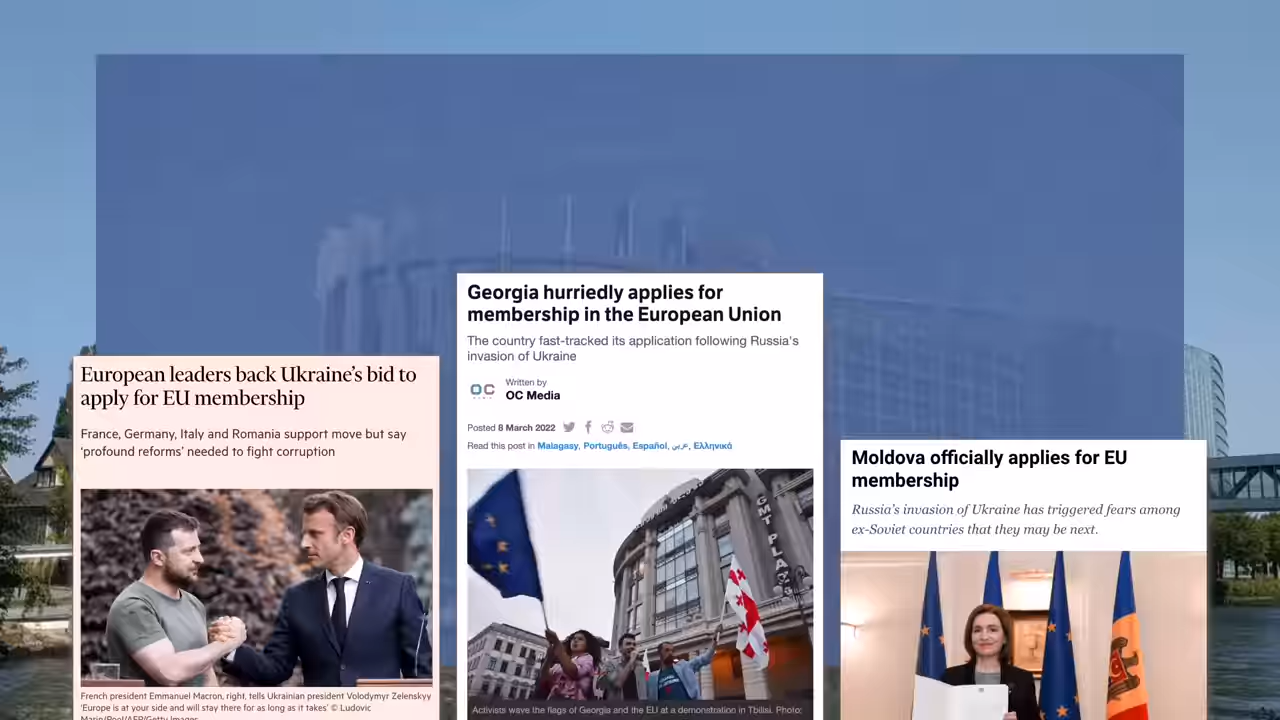 European leaders back Ukraine’s bid to
apply for EU membership
France, Germany, Italy and Romania support move but say
‘profound reforms’ needed to fight corruption
French president Emmanuel Macron, right, tells Ukrainian president Volodymyr Zelenskyy
‘Europe is at your side and will stay there for as long as it takes’ © Ludovic
Marin/Pool/AFP/Getty Images
Georgia hurriedly applies for
membership in the European Union
The country fast-tracked its application following Russia's
invasion of Ukraine
OC
Written by
OC Media
Posted 8 March 2022
Read this post in Malagasy, Português, Español, عربي, Ελληνικά
GMT PLAZA
Activists wave the flags of Georgia and the EU at a demonstration in Tbilisi. Photo:
Moldova officially applies for EU
membership
Russia’s invasion of Ukraine has triggered fears among
ex-Soviet countries that they may be next.